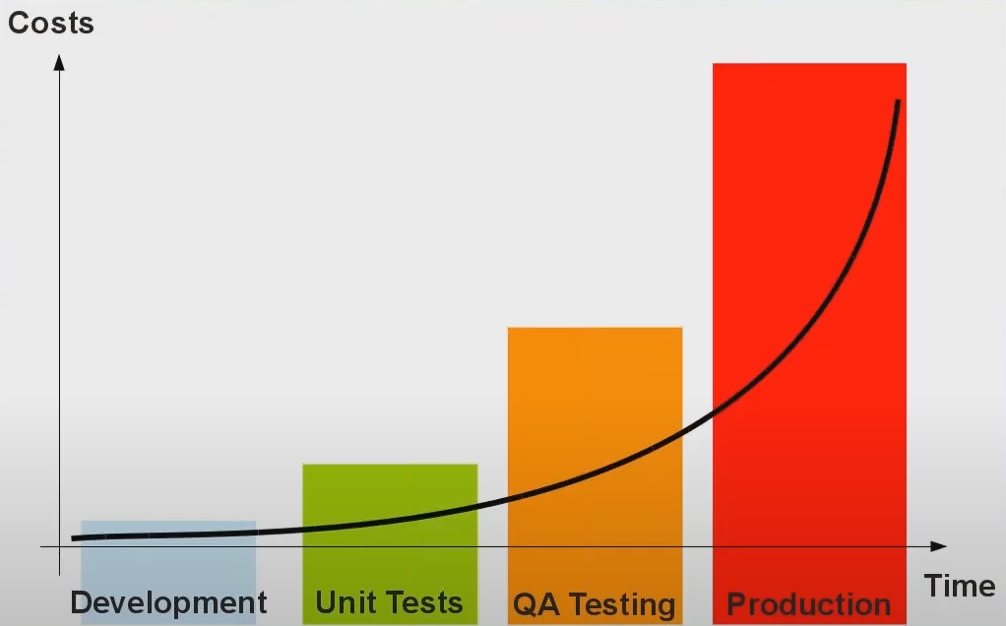 Costs
Development
Unit Tests
QA Testing
Production
Time